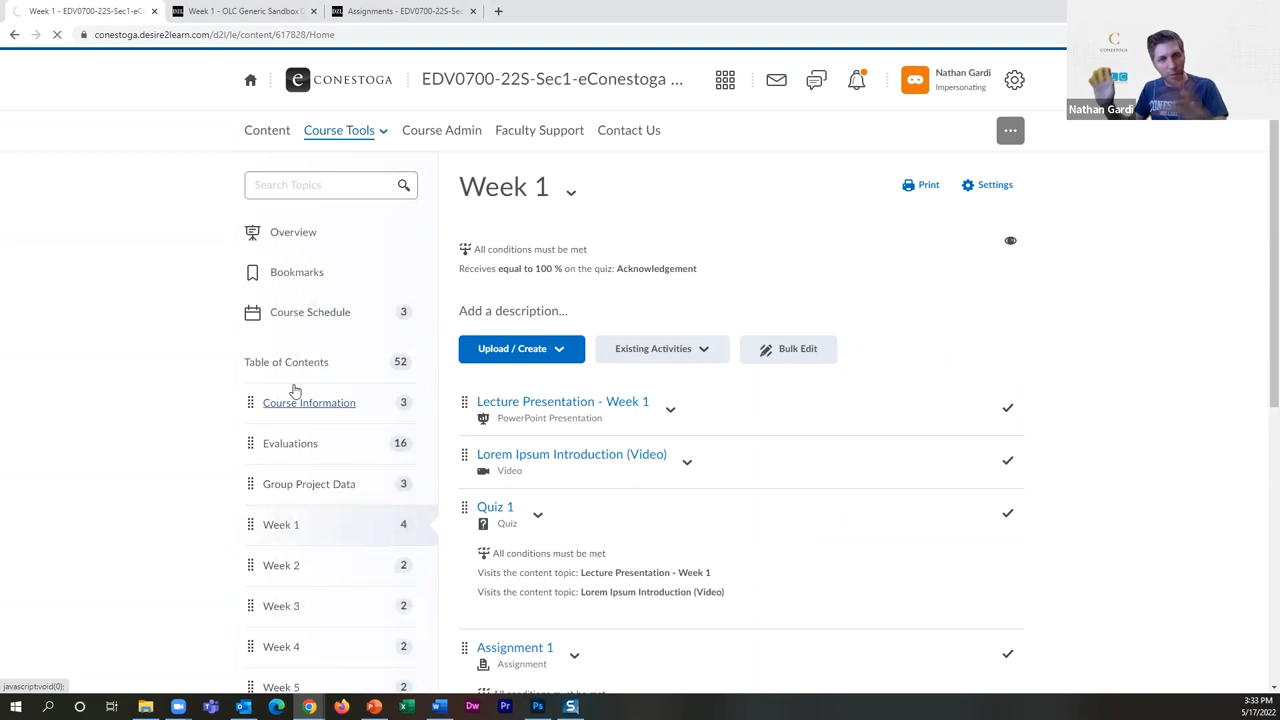 Week 1 - EDV0700-22S-Sec1-eC
Week 1 - OLC Generic Sandbox
Assignments - EDV0700-22S-Sec
conestoga.desire2learn.com/d2l/le/content/617828/Home
CONESTOGA
EDV0700-22S-Sec1-eConestoga ...
Nathan Gardi
Impersonating
CONESTOGA
Nathan Gardi
Content
Course Tools
Course Admin
Faculty Support
Contact Us
Search Topics
Overview
Bookmarks
Course Schedule 3
Table of Contents 52
Course Information 3
Evaluations 16
Group Project Data 3
Week 1 4
Week 2 2
Week 3 2
Week 4 2
Week 5 2
Week 1
Print
Settings
All conditions must be met
Receives equal to 100 % on the quiz: Acknowledgement
Add a description...
Upload / Create
Existing Activities
Bulk Edit
Lecture Presentation - Week 1
PowerPoint Presentation
Lorem Ipsum Introduction (Video)
Video
Quiz 1
Quiz
All conditions must be met
Visits the content topic: Lecture Presentation - Week 1
Visits the content topic: Lorem Ipsum Introduction (Video)
Assignment 1
Assignment
javascript:void(0);
3:33 PM
5/17/2022